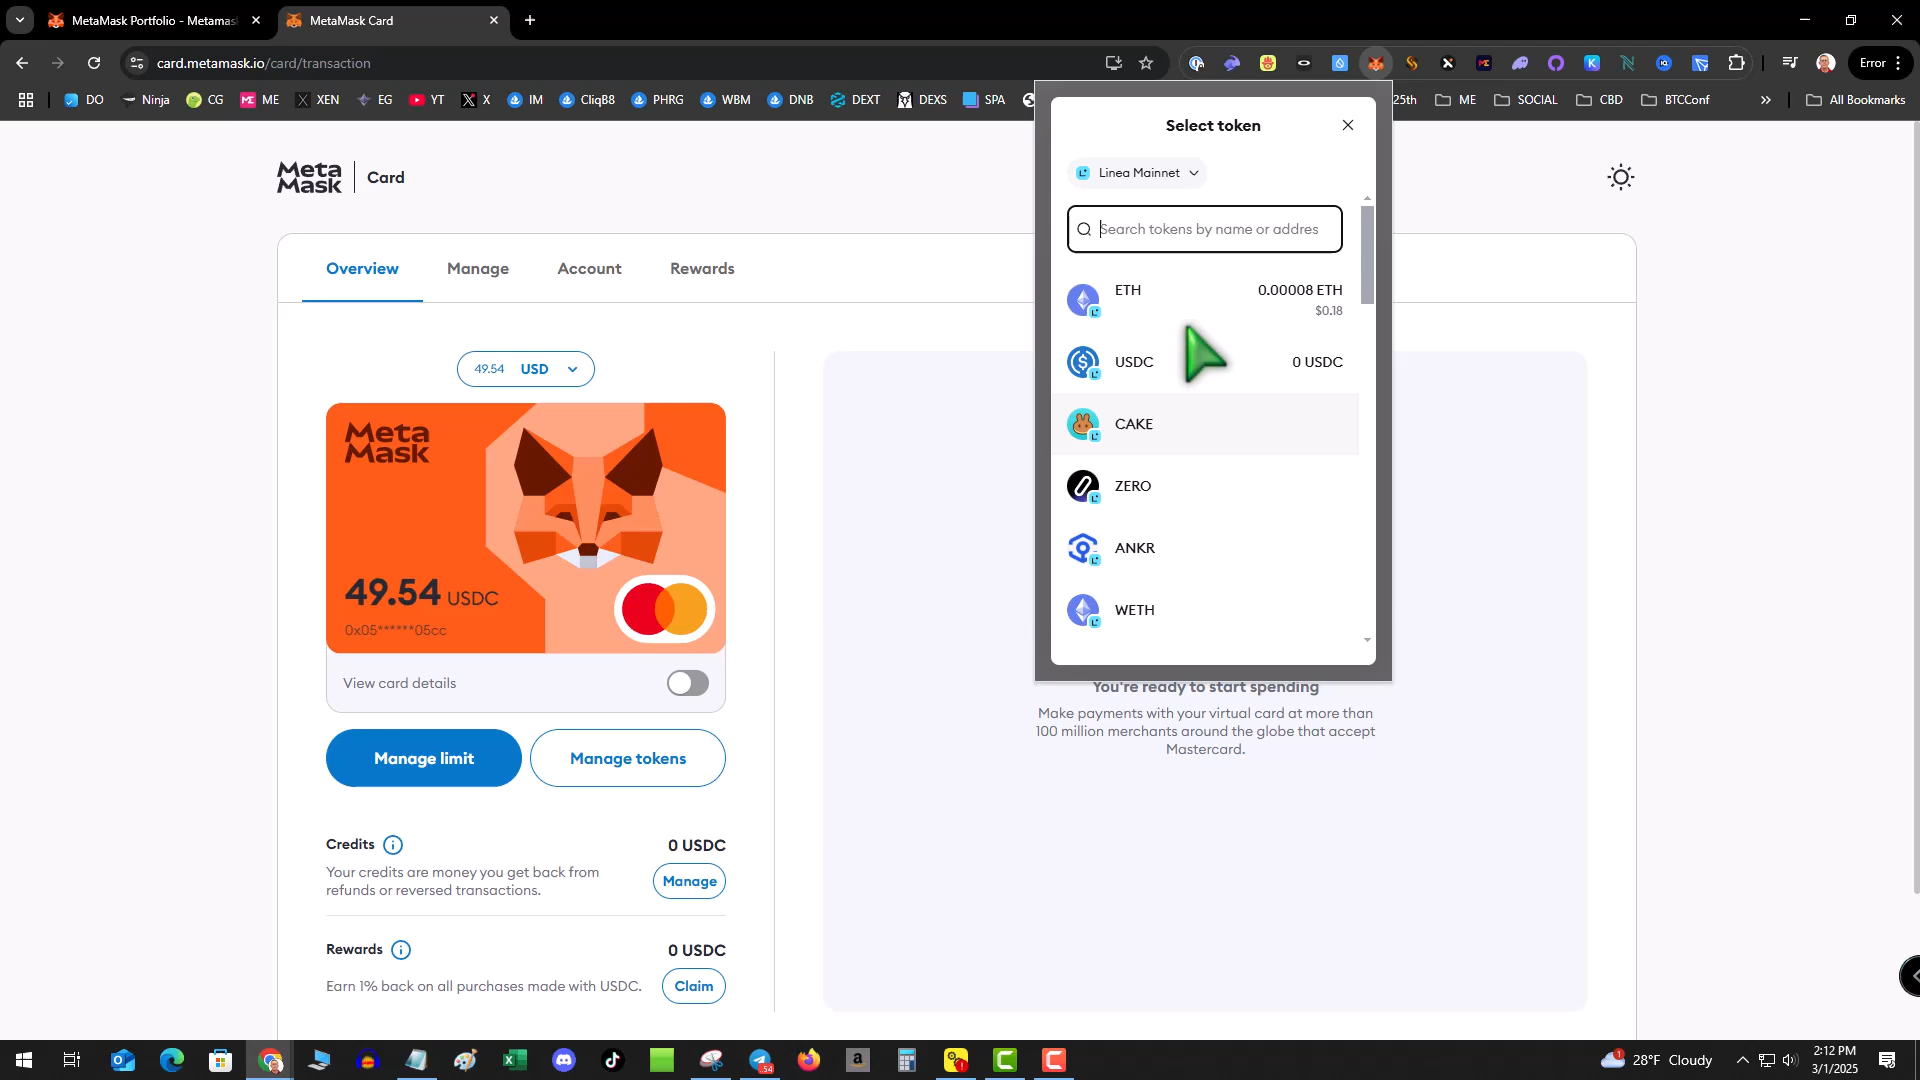 MetaMask Portfolio - Metamas
MetaMask Card
card.metamask.io/card/transaction
Error
DO
Ninja
CG
ME
XEN
EG
YT
X
IM
CliqB8
PHRG
WBM
DNB
DEXT
DEXS
SPA
25th
ME
SOCIAL
CBD
BTCConf
All Bookmarks
Meta
Mask
Card
Overview
Manage
Account
Rewards
49.54 USD
Meta
Mask
49.54 USDC
0x05******05cc
View card details
Manage limit
Manage tokens
Credits
0 USDC
Your credits are money you get back from
refunds or reversed transactions.
Manage
Rewards
0 USDC
Earn 1% back on all purchases made with USDC.
Claim
Select token
Linea Mainnet
Search tokens by name or addres
ETH
0.00008 ETH
$0.18
USDC
0 USDC
CAKE
ZERO
ANKR
WETH
You're ready to start spending
Make payments with your virtual card at more than
100 million merchants around the globe that accept
Mastercard.
28°F Cloudy
2:12 PM
3/1/2025